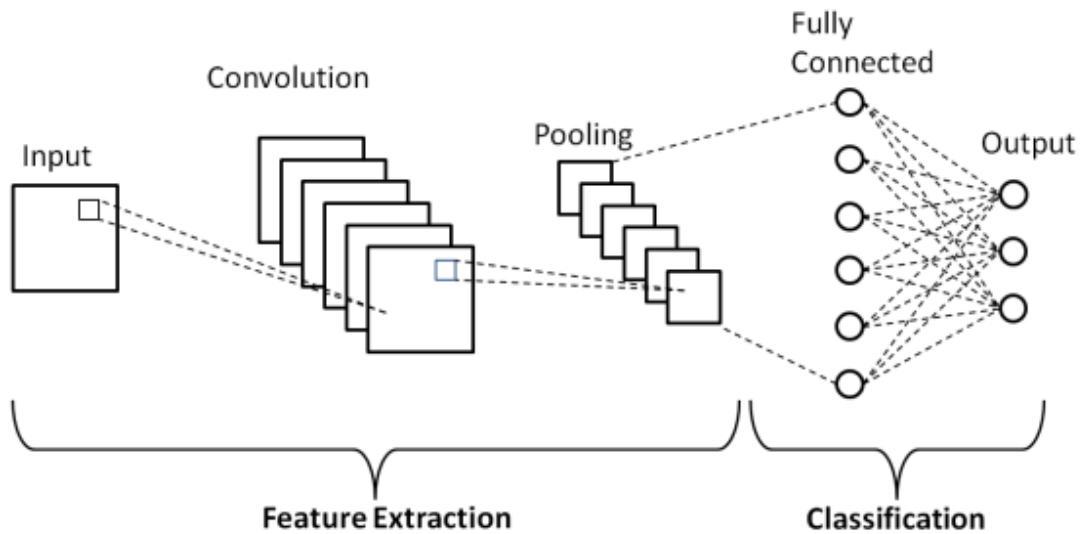 Input
Convolution
Pooling
Fully
Connected
Output
Feature Extraction
Classification